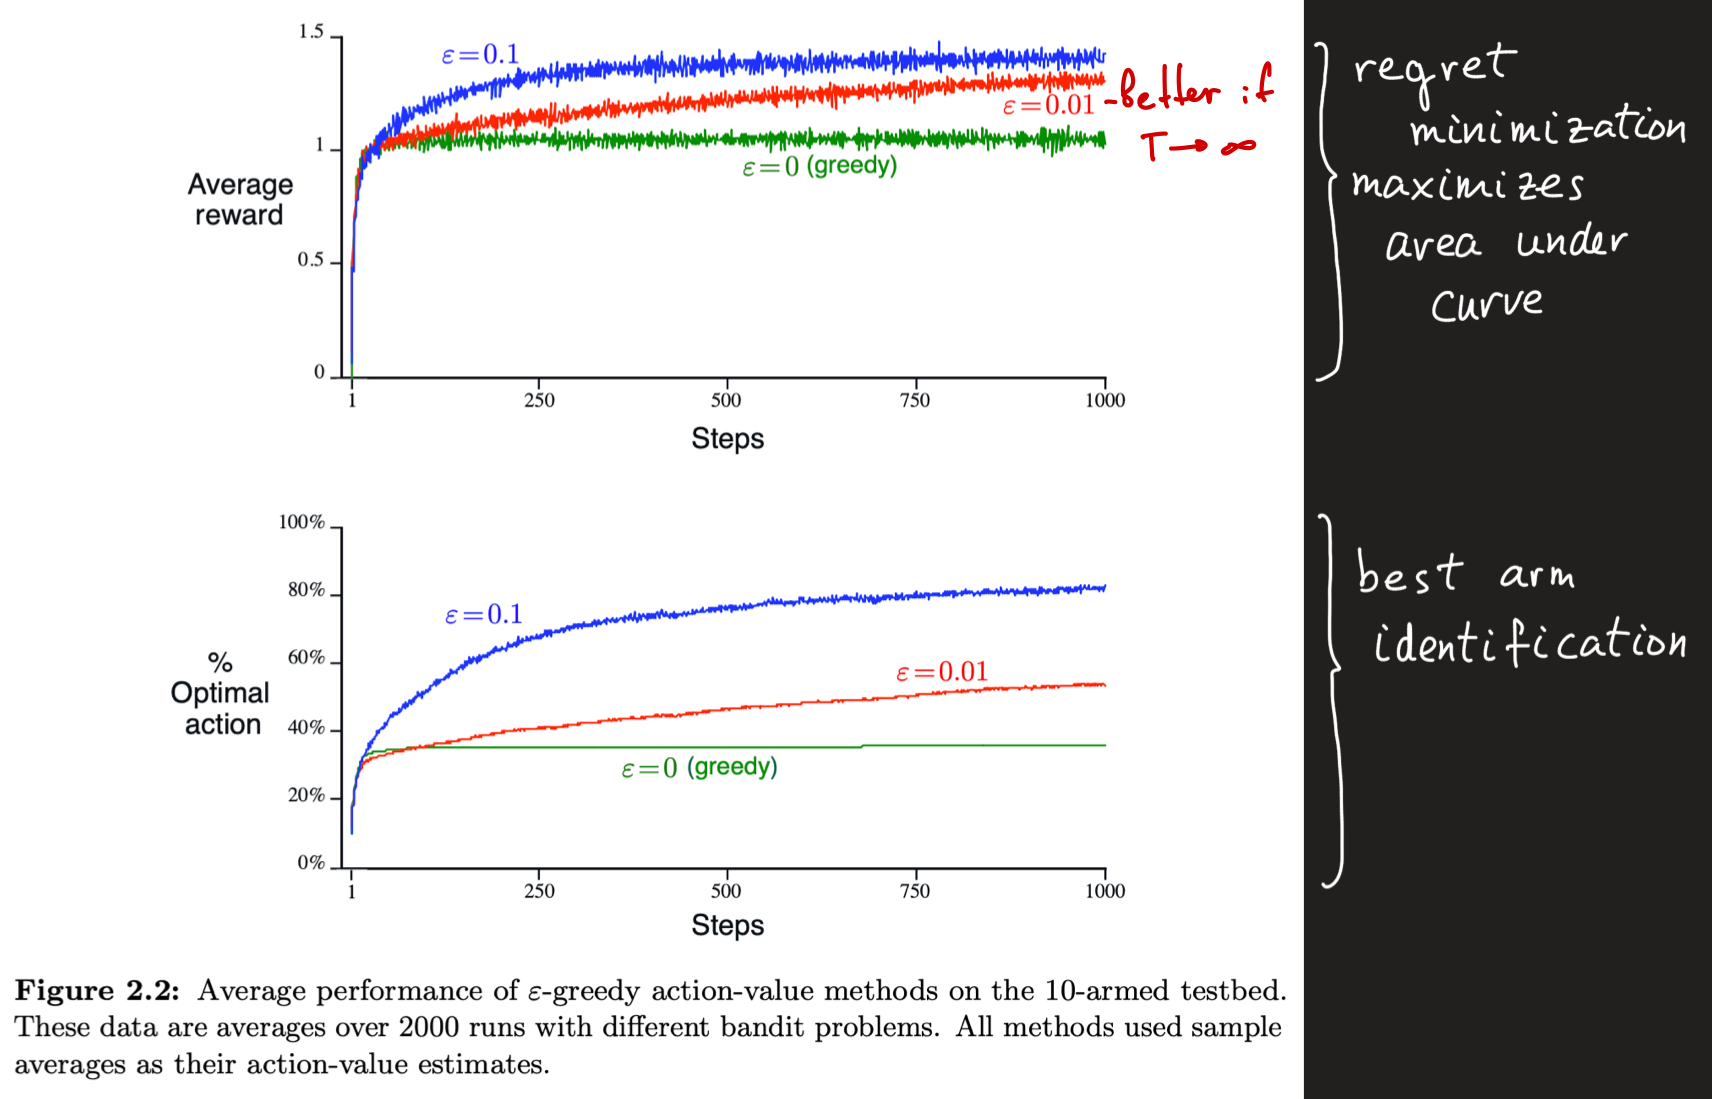 1.5
ε=0.1
regret
minimization
maximizes
area under
curve
ε=0.01
-Better if
T→∞
1
ε=0 (greedy)
Average
reward
0.5
0
1
250
500
750
1000
Steps
100%
80%
60%
40%
20%
0%
ε=0.1
ε=0.01
ε=0 (greedy)
%
Optimal
action
best arm
identification
1
250
500
750
1000
Steps
Figure 2.2: Average performance of ε-greedy action-value methods on the 10-armed testbed.
These data are averages over 2000 runs with different bandit problems. All methods used sample
averages as their action-value estimates.